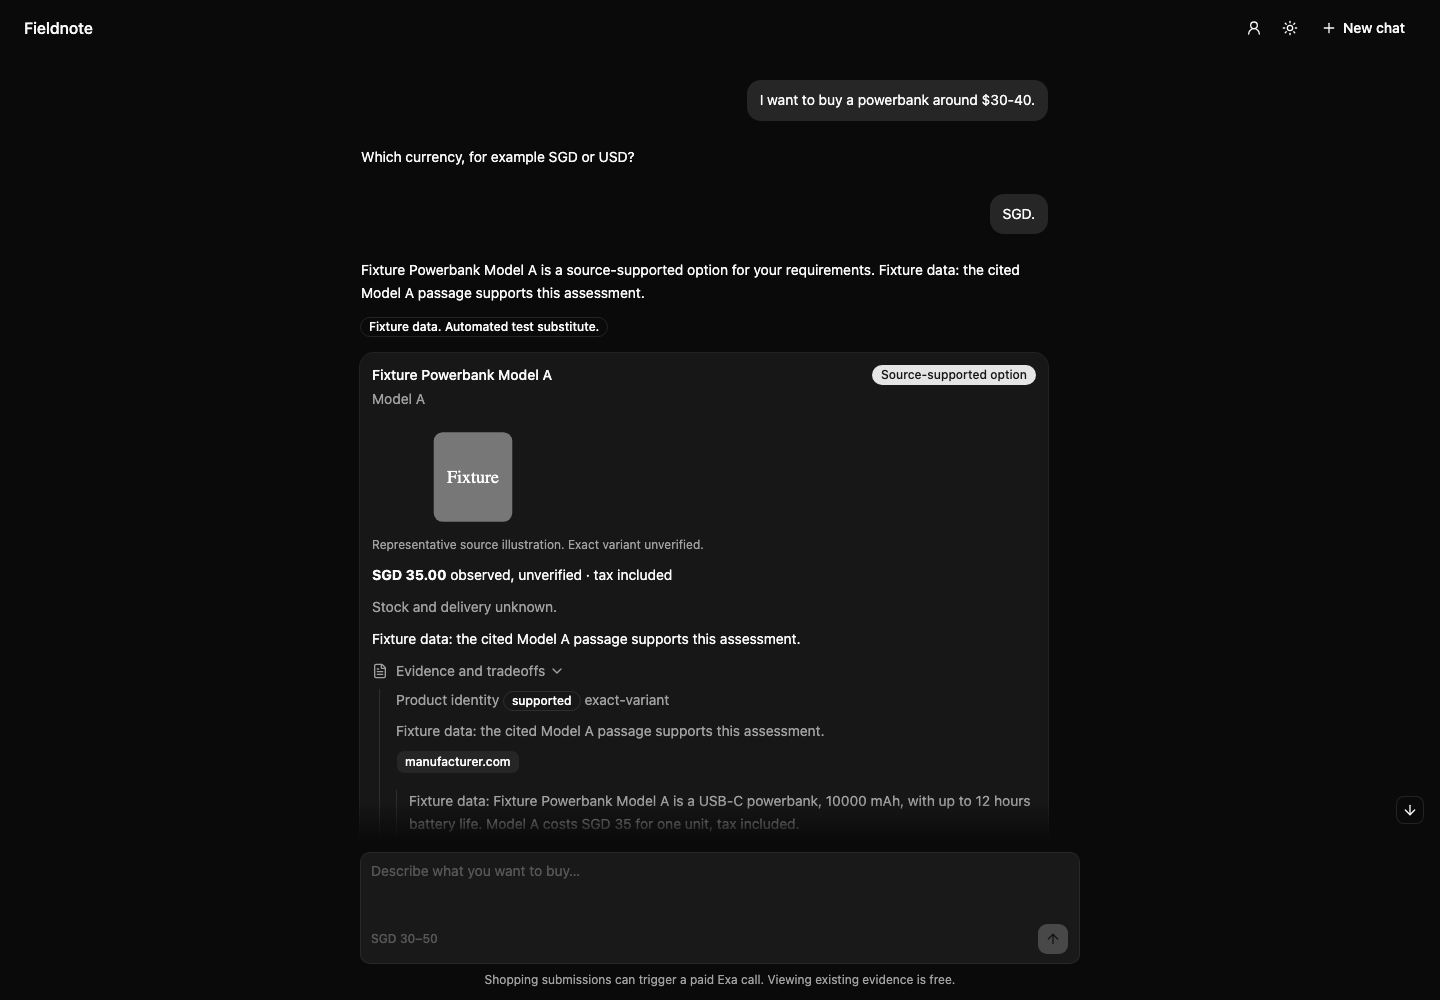 Fieldnote
New chat
I want to buy a powerbank around $30-40.
Which currency, for example SGD or USD?
SGD.
Fixture Powerbank Model A is a source-supported option for your requirements. Fixture data: the cited
Model A passage supports this assessment.
Fixture data. Automated test substitute.
Fixture Powerbank Model A
Source-supported option
Model A
Fixture
Representative source illustration. Exact variant unverified.
SGD 35.00 observed, unverified · tax included
Stock and delivery unknown.
Fixture data: the cited Model A passage supports this assessment.
Evidence and tradeoffs
Product identity supported exact-variant
Fixture data: the cited Model A passage supports this assessment.
manufacturer.com
Fixture data: Fixture Powerbank Model A is a USB-C powerbank, 10000 mAh, with up to 12 hours
battery life. Model A costs SGD 35 for one unit, tax included.
Describe what you want to buy...
SGD 30–50
Shopping submissions can trigger a paid Exa call. Viewing existing evidence is free.